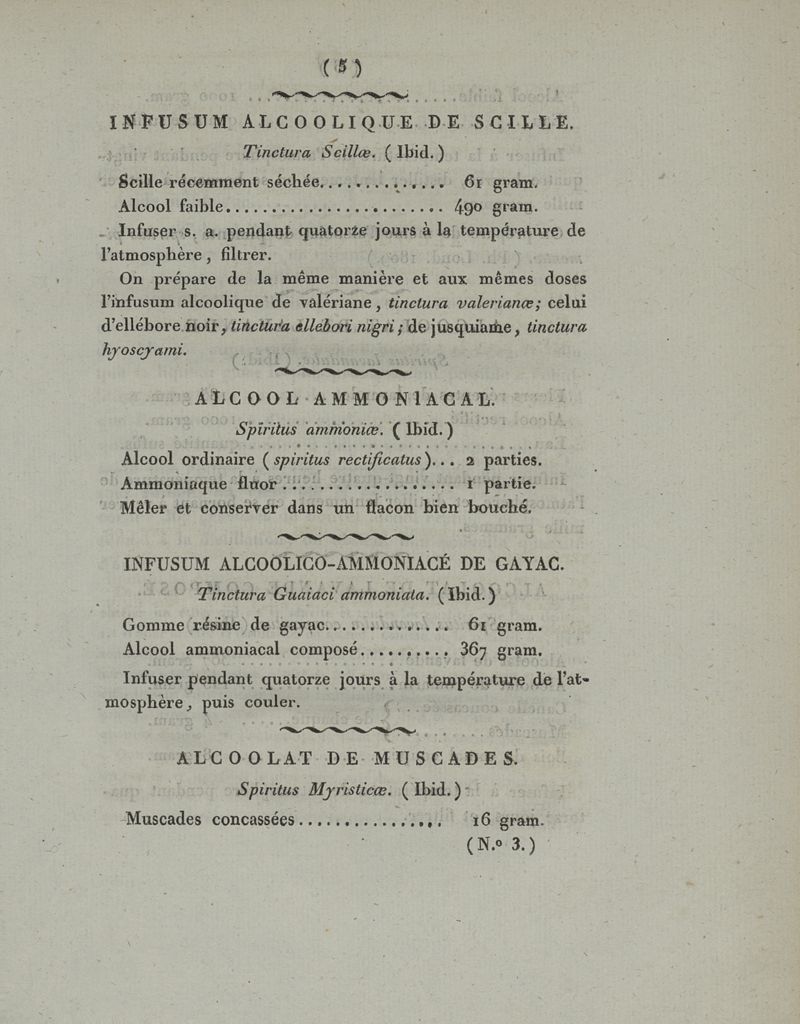 ( 5 )
INFUSUM ALCOOLIQUE DE SCILLE.
Tinctura Scillæ. ( Ibid. )
Scille récemment séchée.............. 61 gram.
Alcool faible........................ 490 gram.
Infuser s. a. pendant quatorze jours à la température de
l'atmosphère, filtrer.
On prépare de la même manière et aux mêmes doses
l'infusum alcoolique de valériane, tinctura valerianæ; celui
d'ellébore noir, tinctura ellebori nigri; de jusquiame, tinctura
hyoscyami.
ALCOOL AMMONIACAL.
Spiritus ammoniæ. ( Ibid. )
Alcool ordinaire ( spiritus rectificatus )... 2 parties.
Ammoniaque fluor ................... 1 partie.
Mêler et conserver dans un flacon bien bouché.
INFUSUM ALCOOLICO-AMMONIACÉ DE GAYAC.
Tinctura Guaiaci ammoniata. ( Ibid. )
Gomme résine de gayac.............. 61 gram.
Alcool ammoniacal composé.......... 367 gram.
Infuser pendant quatorze jours à la température de l'at-
mosphère, puis couler.
ALCOOLAT DE MUSCADES.
Spiritus Myristicæ. ( Ibid. )
Muscades concassées................ 16 gram.
( N.º 3. )